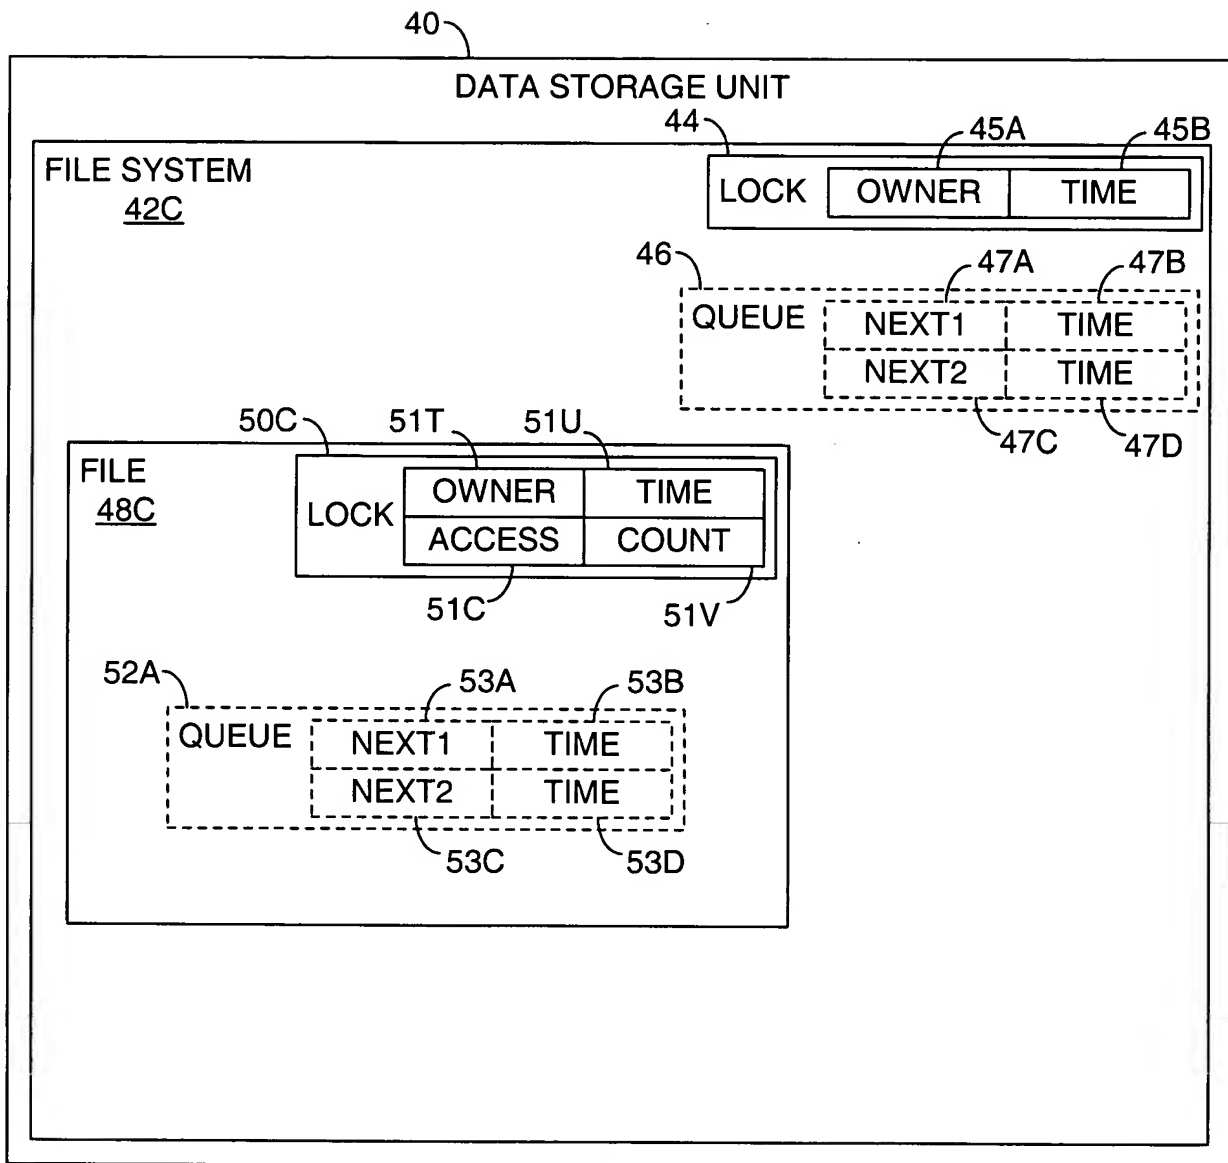 40
DATA STORAGE UNIT
44
45A
45B
FILE SYSTEM
42C
LOCK
OWNER
TIME
46
47A
47B
QUEUE
NEXT1
TIME
NEXT2
TIME
47C
47D
50C
51T
51U
FILE
48C
LOCK
OWNER
TIME
ACCESS
COUNT
51C
51V
52A
53A
53B
QUEUE
NEXT1
TIME
NEXT2
TIME
53C
53D